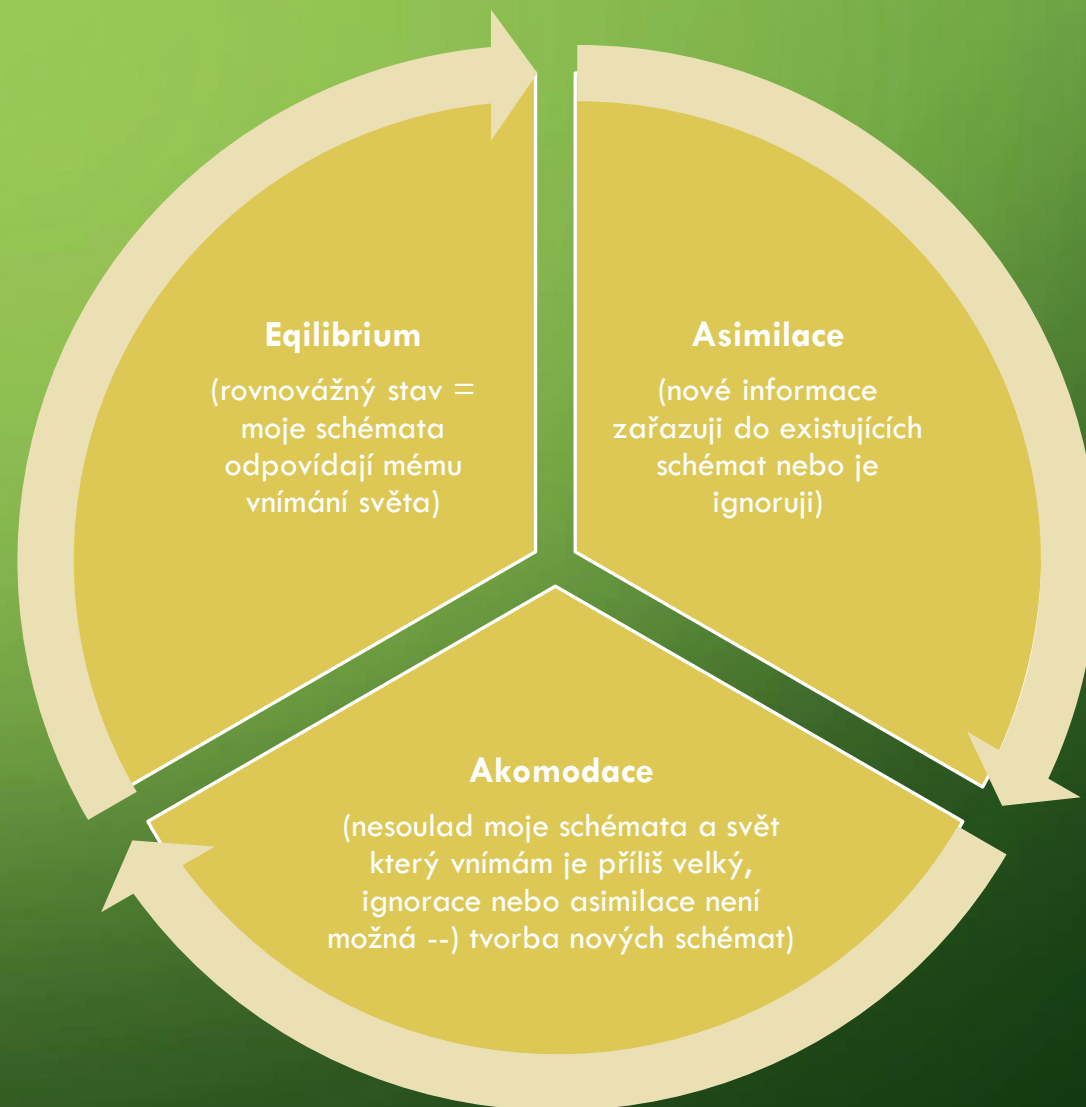 Eqilibrium
(rovnovážný stav =
moje schémata
odpovídají mému
vnímání světa)
Asimilace
(nové informace
zařazuji do existujících
schémat nebo je
ignoruji)
Akomodace
(nesoulad moje schémata a svět
který vnímám je příliš velký,
ignorace nebo asimilace není
možná --) tvorba nových schémat)